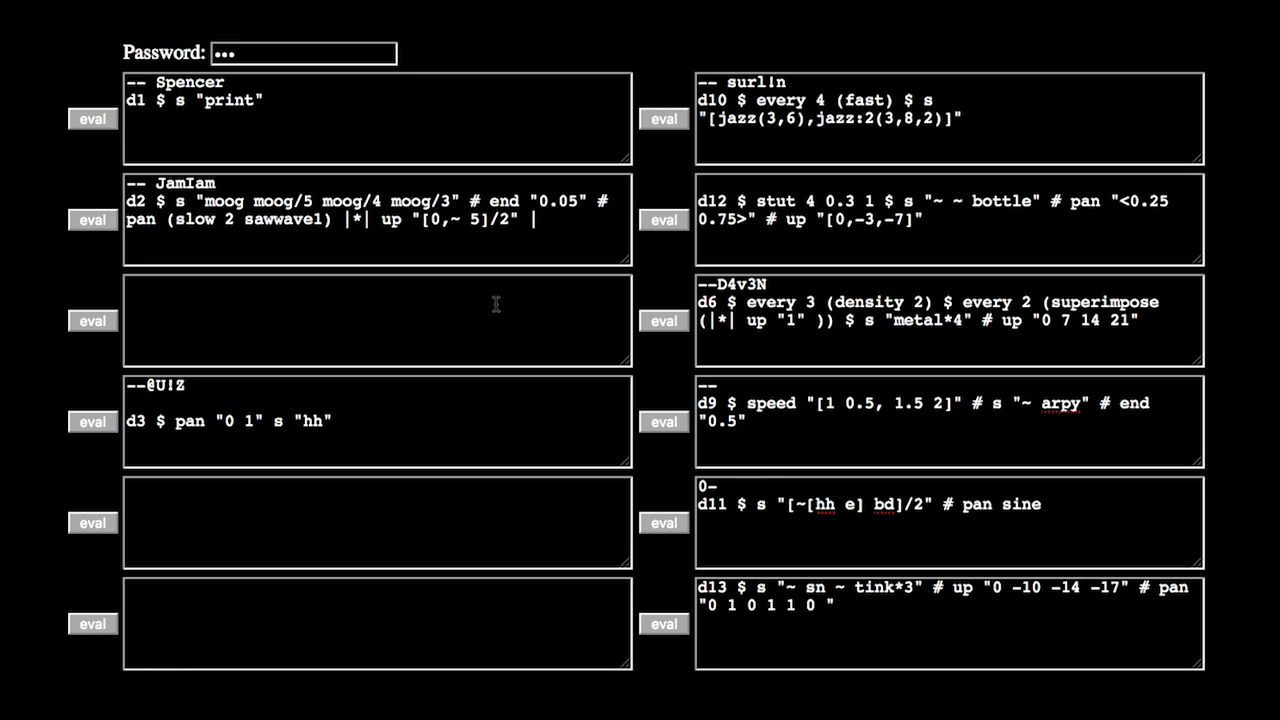 Password: •••
eval
-- Spencer
d1 $ s "print"
eval
-- JamIam
d2 $ s "moog moog/5 moog/4 moog/3" # end "0.05" #
pan (slow 2 sawwave1) |*| up "[0,~ 5]/2" |
eval
eval
--@U!Z
d3 $ pan "0 1" s "hh"
eval
eval
eval
-- surl!n
d10 $ every 4 (fast) $ s
"[jazz(3,6),jazz:2(3,8,2)]"
eval
d12 $ stut 4 0.3 1 $ s "~ ~ bottle" # pan "<0.25
0.75>" # up "[0,-3,-7]"
eval
--D4v3N
d6 $ every 3 (density 2) $ every 2 (superimpose
(|*| up "1" )) $ s "metal*4" # up "0 7 14 21"
eval
--
d9 $ speed "[1 0.5, 1.5 2]" # s "~ arpy" # end
"0.5"
eval
0-
d11 $ s "[~[hh e] bd]/2" # pan sine
eval
d13 $ s "~ sn ~ tink*3" # up "0 -10 -14 -17" # pan
"0 1 0 1 1 0 "